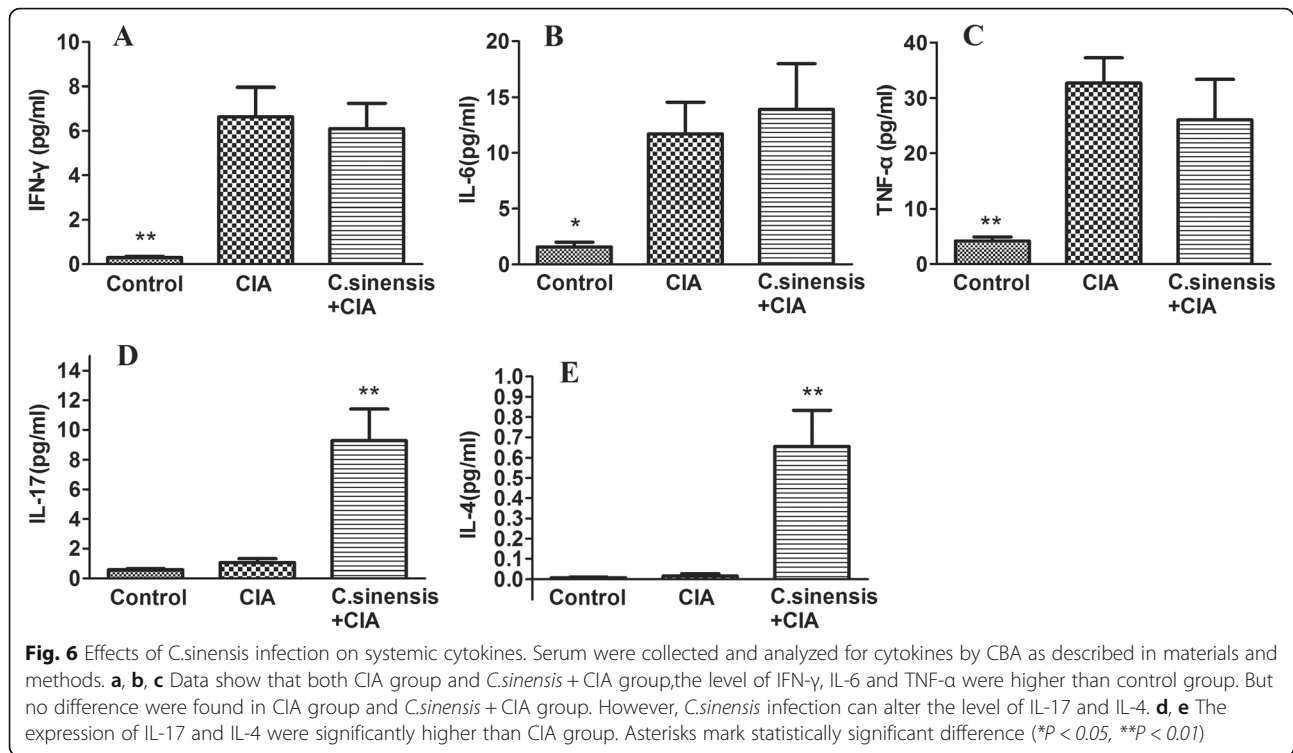 A
IFN-γ (pg/ml)
10
8
6
4
2
0
**
Control
CIA
C.sinensis
+CIA
B
IL-6(pg/ml)
20
15
10
5
0
*
Control
CIA
C.sinensis
+CIA
C
TNF-α (pg/ml)
40
30
20
10
0
**
Control
CIA
C.sinensis
+CIA
D
IL-17(pg/ml)
14
12
10
8
6
4
2
0
**
Control
CIA
C.sinensis
+CIA
E
IL-4(pg/ml)
1.0
0.9
0.8
0.7
0.6
0.5
0.4
0.3
0.2
0.1
0.0
**
Control
CIA
C.sinensis
+CIA
Fig. 6 Effects of C.sinensis infection on systemic cytokines. Serum were collected and analyzed for cytokines by CBA as described in materials and
methods. a, b, c Data show that both CIA group and C.sinensis + CIA group,the level of IFN-γ, IL-6 and TNF-α were higher than control group. But
no difference were found in CIA group and C.sinensis + CIA group. However, C.sinensis infection can alter the level of IL-17 and IL-4. d, e The
expression of IL-17 and IL-4 were significantly higher than CIA group. Asterisks mark statistically significant difference (*P < 0.05, **P < 0.01)